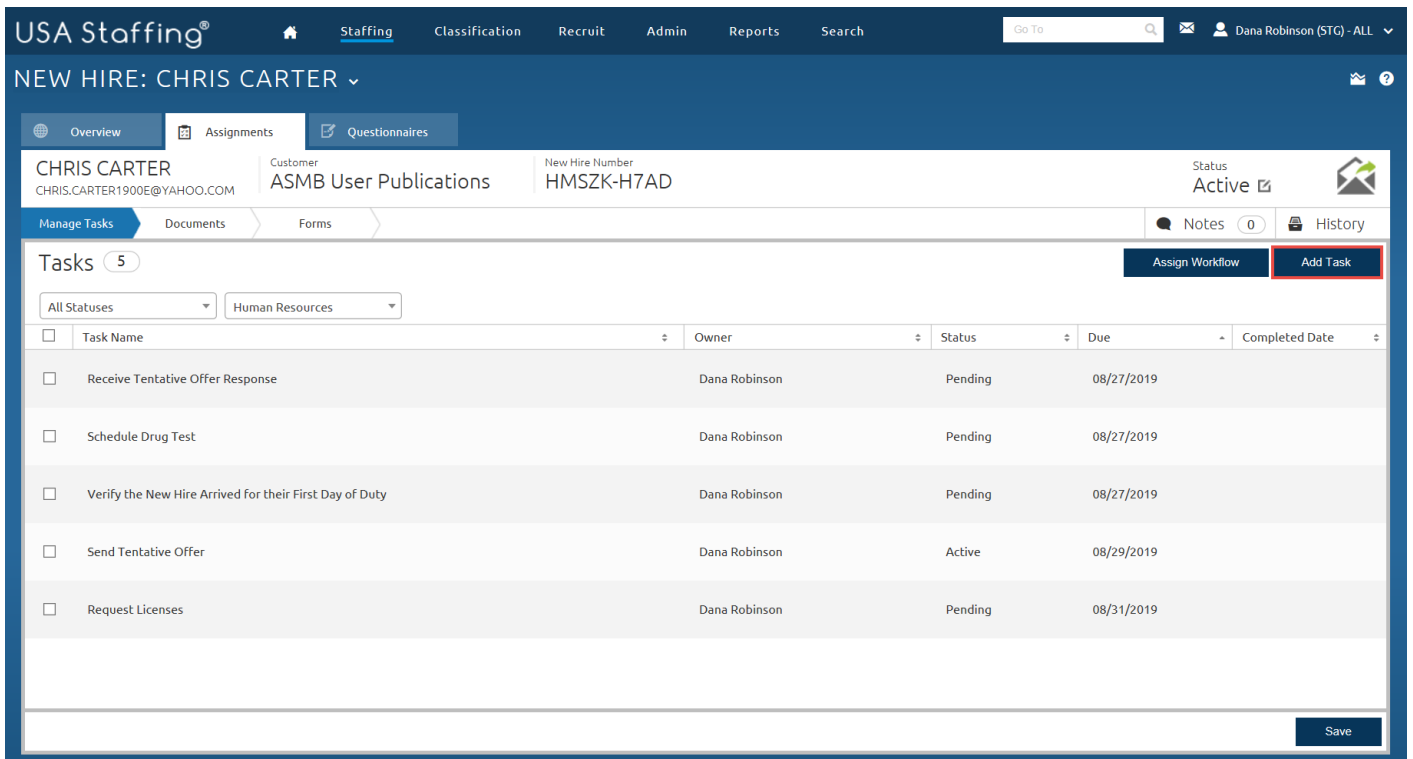 USA Staffing® Staffing Classification Recruit Admin Reports Search Go To Dana Robinson (STG) - ALL
NEW HIRE: CHRIS CARTER
Overview Assignments Questionnaires
CHRIS CARTER
CHRIS.CARTER1900E@YAHOO.COM
Customer
ASMB User Publications
New Hire Number
HMSZK-H7AD
Status
Active
Manage Tasks Documents Forms Notes 0 History
Tasks 5 Assign Workflow Add Task
All Statuses Human Resources
Task Name Owner Status Due Completed Date
Receive Tentative Offer Response Dana Robinson Pending 08/27/2019
Schedule Drug Test Dana Robinson Pending 08/27/2019
Verify the New Hire Arrived for their First Day of Duty Dana Robinson Pending 08/27/2019
Send Tentative Offer Dana Robinson Active 08/29/2019
Request Licenses Dana Robinson Pending 08/31/2019
Save